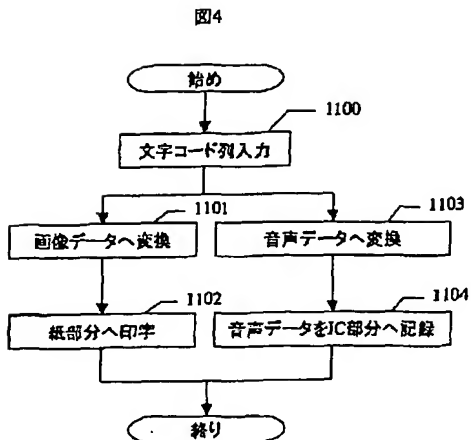 図4
始め
1100
文字コード列入力
1101
画像データへ変換
1103
音声データへ変換
1102
紙部分へ印字
1104
音声データをIC部分へ記録
終り